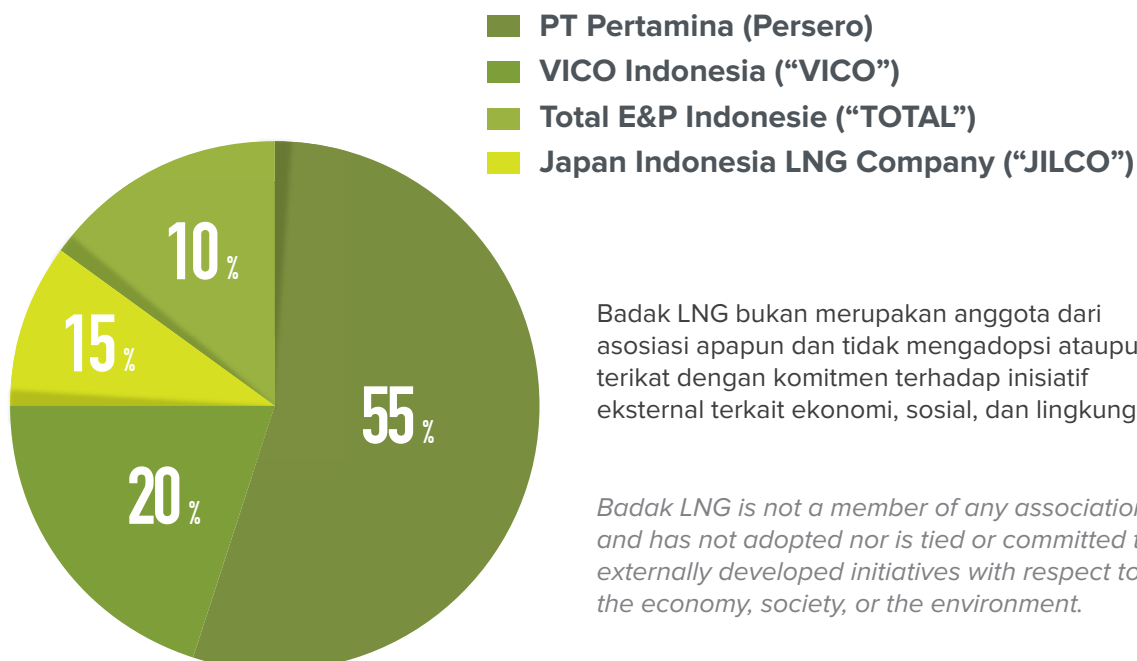 PT Pertamina (Persero)
VICO Indonesia (“VICO”)
Total E&P Indonesie (“TOTAL”)
Japan Indonesia LNG Company (“JILCO”)
10 %
15 %
55 %
20 %
Badak LNG bukan merupakan anggota dari
asosiasi apapun dan tidak mengadopsi ataupu
terikat dengan komitmen terhadap inisiatif
eksternal terkait ekonomi, sosial, dan lingkung
Badak LNG is not a member of any association
and has not adopted nor is tied or committed t
externally developed initiatives with respect to
the economy, society, or the environment.